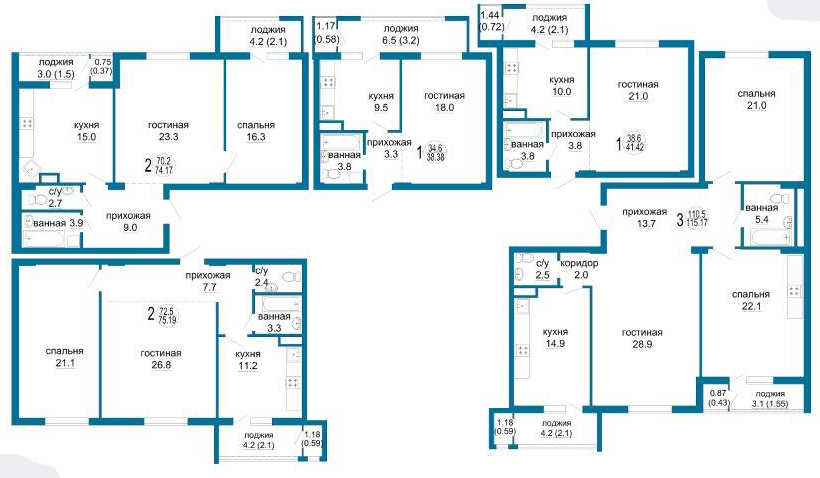 лоджия
3.0 (1.5)
0.75
(0.37)
кухня
15.0
гостиная
23.3
2 70.2
74.17
лоджия
4.2 (2.1)
спальня
16.3
с/у
2.7
ванная 3.9
прихожая
9.0
1.17
(0.58)
лоджия
6.5 (3.2)
кухня
9.5
гостиная
18.0
ванная
3.8
прихожая
3.3
1 34.6
38.38
1.44
(0.72)
лоджия
4.2 (2.1)
кухня
10.0
гостиная
21.0
ванная
3.8
прихожая
3.8
1 38.6
41.42
спальня
21.0
прихожая
13.7
3 110.5
115.17
ванная
5.4
с/у
2.5
коридор
2.0
кухня
14.9
гостиная
28.9
спальня
22.1
0.87
(0.43)
лоджия
3.1 (1.55)
1.18
(0.59)
лоджия
4.2 (2.1)
спальня
21.1
2 72.5
75.19
гостиная
26.8
прихожая
7.7
с/у
2.4
ванная
3.3
кухня
11.2
лоджия
4.2 (2.1)
1.18
(0.59)